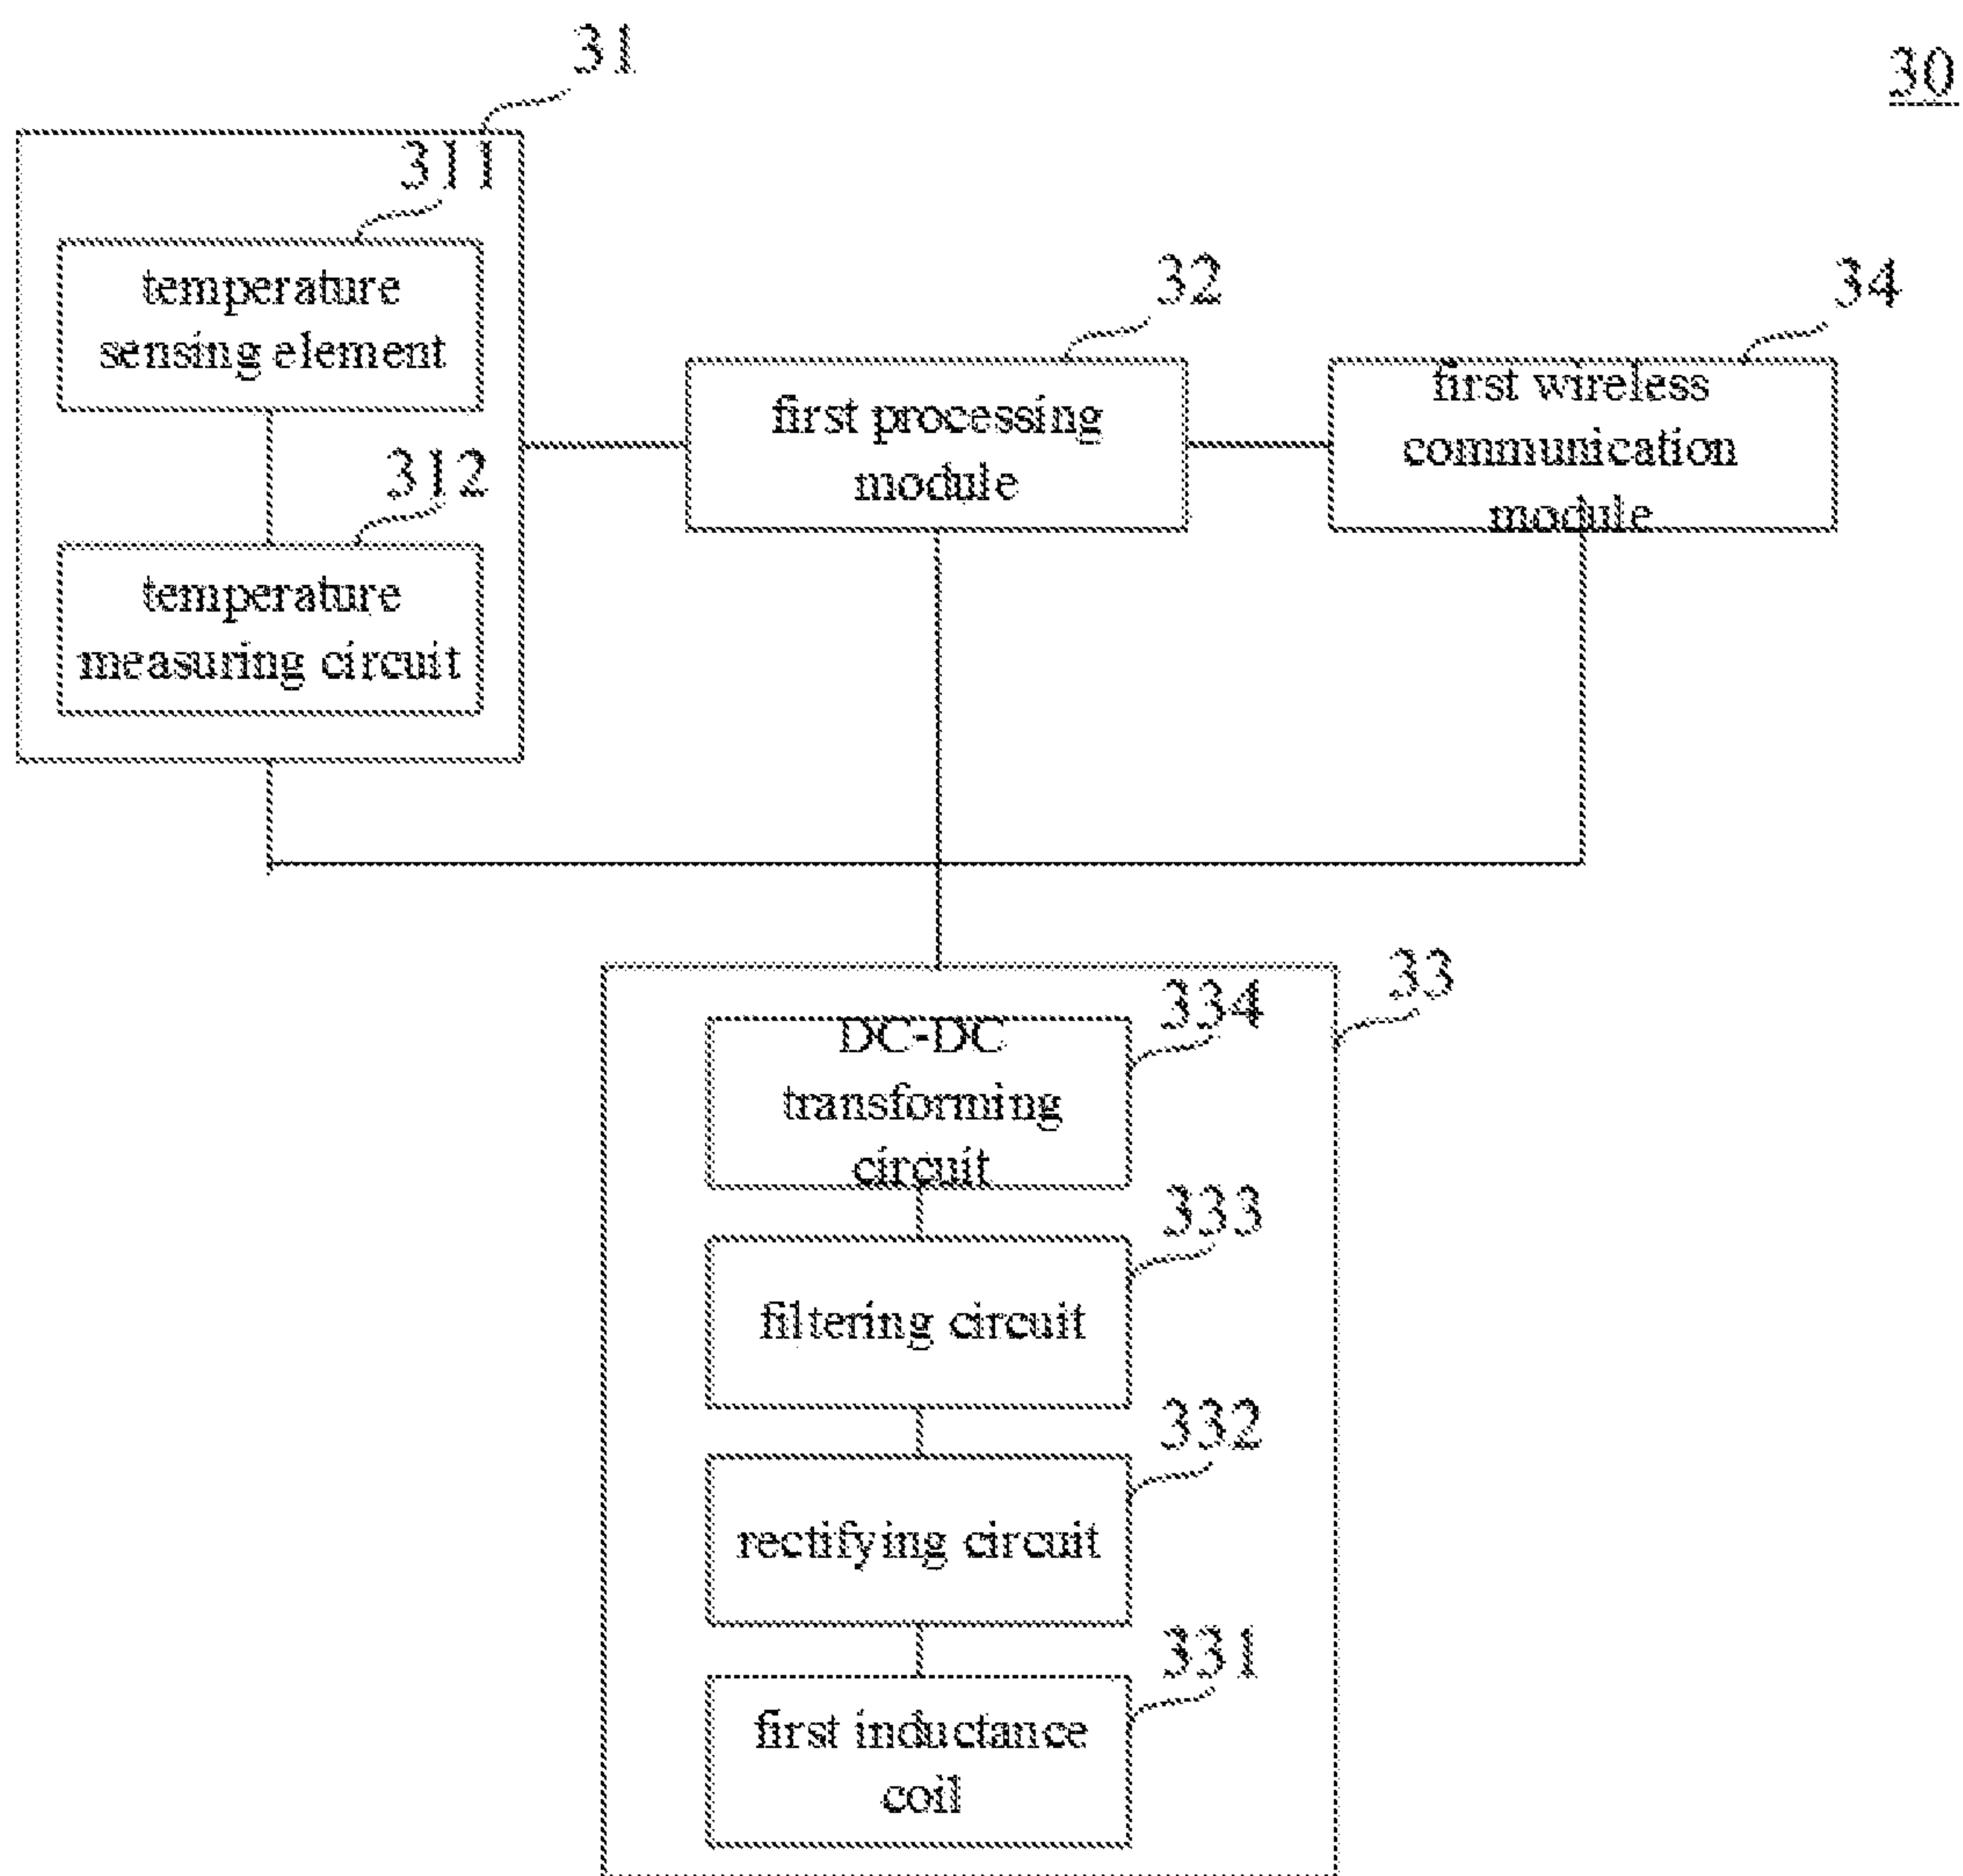 31
30
311
temperature
sensing element
32
34
first processing
module
first wireless
communication
module
312
temperature
measuring circuit
33
334
DC-DC
transforming
circuit
333
filtering circuit
332
rectifying circuit
331
first inductance
coil